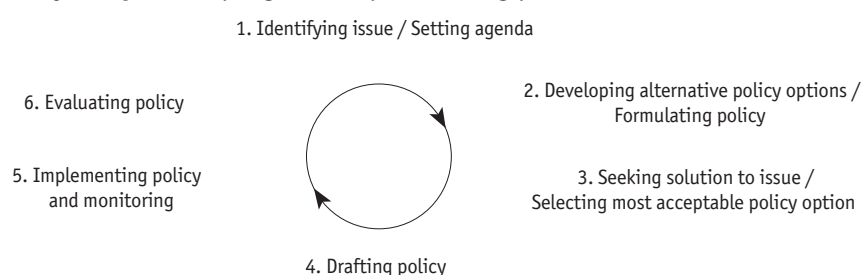 1. Identifying issue / Setting agenda
2. Developing alternative policy options /
Formulating policy
3. Seeking solution to issue /
Selecting most acceptable policy option
4. Drafting policy
5. Implementing policy
and monitoring
6. Evaluating policy